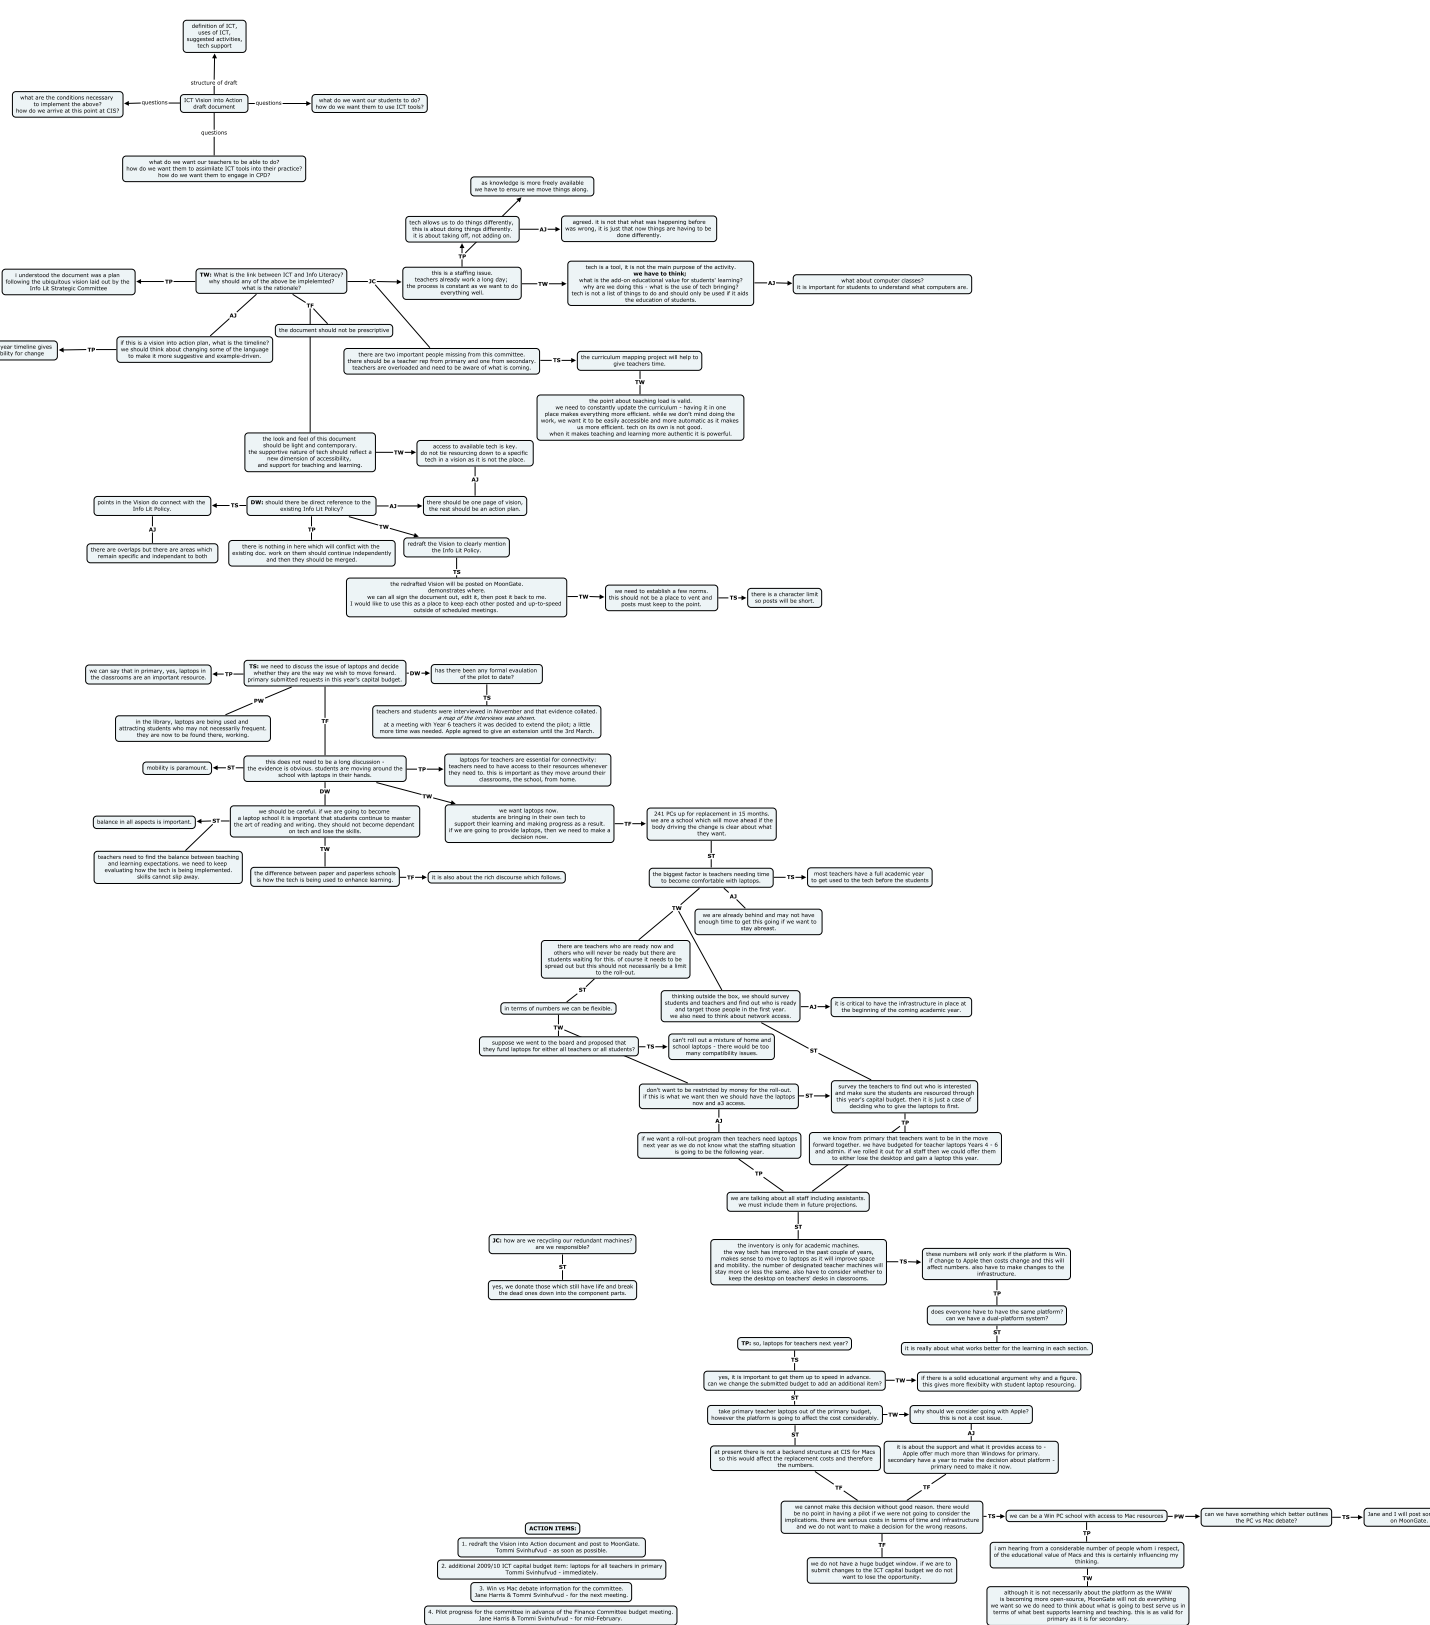 definition of ICT,
uses of ICT,
suggested activities,
tech support
structure of draft
what are the conditions necessary
to implement the above?
how do we arrive at this point at CIS?
questions
ICT Vision into Action
draft document
questions
what do we want our students to do?
how do we want them to use ICT tools?
questions
what do we want our teachers to be able to do?
how do we want them to assimilate ICT tools into their practice?
how do we want them to engage in CPD?
as knowledge is more freely available
we have to ensure we move things along.
tech allows us to do things differently,
this is about doing things differently.
it is about taking off, not adding on.
AJ
agreed. it is not that what was happening before
was wrong, it is just that now things are having to be
done differently.
TP
i understood the document was a plan
following the ubiquitous vision laid out by the
Info Lit Strategic Committee
TP
TW: What is the link between ICT and Info Literacy?
why should any of the above be implemted?
what is the rationale?
JC
this is a staffing issue.
teachers already work a long day;
the process is constant as we want to do
everything well.
TW
tech is a tool, it is not the main purpose of the activity.
we have to think;
what is the add-on educational value for students' learning?
why are we doing this - what is the use of tech bringing?
tech is not a list of things to do and should only be used if it aids
the education of students.
AJ
what about computer classes?
it is important for students to understand what computers are.
AJ
TF
the document should not be prescriptive
year timeline gives
bility for change
TP
if this is a vision into action plan, what is the timeline?
we should think about changing some of the language
to make it more suggestive and example-driven.
there are two important people missing from this committee.
there should be a teacher rep from primary and one from secondary.
teachers are overloaded and need to be aware of what is coming.
TS
the curriculum mapping project will help to
give teachers time.
TW
the point about teaching load is valid.
we need to constantly update the curriculum - having it in one
place makes everything more efficient. while we don't mind doing the
work, we want it to be easily accessible and more automatic as it makes
us more efficient. tech on its own is not good.
when it makes teaching and learning more authentic it is powerful.
the look and feel of this document
should be light and contemporary.
the supportive nature of tech should reflect a
new dimension of accessibility,
and support for teaching and learning.
TW
access to available tech is key.
do not tie resourcing down to a specific
tech in a vision as it is not the place.
AJ
points in the Vision do connect with the
Info Lit Policy.
TS
DW: should there be direct reference to the
existing Info Lit Policy?
AJ
there should be one page of vision,
the rest should be an action plan.
AJ
TP
TW
there are overlaps but there are areas which
remain specific and independant to both
there is nothing in here which will conflict with the
existing doc. work on them should continue independently
and then they should be merged.
redraft the Vision to clearly mention
the Info Lit Policy.
TS
the redrafted Vision will be posted on MoonGate.
demonstrates where.
we can all sign the document out, edit it, then post it back to me.
I would like to use this as a place to keep each other posted and up-to-speed
outside of scheduled meetings.
TW
we need to establish a few norms.
this should not be a place to vent and
posts must keep to the point.
TS
there is a character limit
so posts will be short.
we can say that in primary, yes, laptops in
the classrooms are an important resource.
TP
TS: we need to discuss the issue of laptops and decide
whether they are the way we wish to move forward.
primary submitted requests in this year's capital budget.
DW
has there been any formal evaulation
of the pilot to date?
PW
TF
TS
in the library, laptops are being used and
attracting students who may not necessarily frequent.
they are now to be found there, working.
teachers and students were interviewed in November and that evidence collated.
a map of the interviews was shown.
at a meeting with Year 6 teachers it was decided to extend the pilot; a little
more time was needed. Apple agreed to give an extension until the 3rd March.
mobility is paramount.
ST
this does not need to be a long discussion -
the evidence is obvious. students are moving around the
school with laptops in their hands.
TP
laptops for teachers are essential for connectivity:
teachers need to have access to their resources whenever
they need to. this is important as they move around their
classrooms, the school, from home.
DW
TW
balance in all aspects is important.
ST
we should be careful. if we are going to become
a laptop school it is important that students continue to master
the art of reading and writing, they should not become dependant
on tech and lose the skills.
we want laptops now.
students are bringing in their own tech to
support their learning and making progress as a result.
if we are going to provide laptops, then we need to make a
decision now.
TF
241 PCs up for replacement in 15 months.
we are a school which will move ahead if the
body driving the change is clear about what
they want.
TW
ST
teachers need to find the balance between teaching
and learning expectations. we need to keep
evaluating how the tech is being implemented.
skills cannot slip away.
the difference between paper and paperless schools
is how the tech is being used to enhance learning.
TF
it is also about the rich discourse which follows.
the biggest factor is teachers needing time
to become comfortable with laptops.
TS
most teachers have a full academic year
to get used to the tech before the students
TW
AJ
we are already behind and may not have
enough time to get this going if we want to
stay abreast.
there are teachers who are ready now and
others who will never be ready but there are
students waiting for this. of course it needs to be
spread out but this should not necessarily be a limit
to the roll-out.
ST
in terms of numbers we can be flexible.
thinking outside the box, we should survey
students and teachers and find out who is ready
and target those people in the first year.
we also need to think about network access.
AJ
it is critical to have the infrastructure in place at
the beginning of the coming academic year.
TW
suppose we went to the board and proposed that
they fund laptops for either all teachers or all students?
TS
can't roll out a mixture of home and
school laptops - there would be too
many compatibility issues.
ST
don't want to be restricted by money for the roll-out.
if this is what we want then we should have the laptops
now and a3 access.
ST
survey the teachers to find out who is interested
and make sure the students are resourced through
this year's capital budget. then it is just a case of
deciding who to give the laptops to first.
AJ
TP
if we want a roll-out program then teachers need laptops
next year as we do not know what the staffing situation
is going to be the following year.
we know from primary that teachers want to be in the move
forward together. we have budgeted for teacher laptops Years 4 - 6
and admin. if we rolled it out for all staff then we could offer them
to either lose the desktop and gain a laptop this year.
TP
we are talking about all staff including assistants.
we must include them in future projections.
ST
JC: how are we recycling our redundant machines?
are we responsible?
ST
yes, we donate those which still have life and break
the dead ones down into the component parts.
the inventory is only for academic machines.
the way tech has improved in the past couple of years,
makes sense to move to laptops as it will improve space
and mobility. the number of designated teacher machines will
stay more or less the same. also have to consider whether to
keep the desktop on teachers' desks in classrooms.
TS
these numbers will only work if the platform is Win.
if change to Apple then costs change and this will
affect numbers. also have to make changes to the
infrastructure.
TP
does everyone have to have the same platform?
can we have a dual-platform system?
ST
it is really about what works better for the learning in each section.
TP: so, laptops for teachers next year?
TS
yes, it is important to get them up to speed in advance.
can we change the submitted budget to add an additional item?
TW
if there is a solid educational argument why and a figure.
this gives more flexiblity with student laptop resourcing.
ST
take primary teacher laptops out of the primary budget,
however the platform is going to affect the cost considerably.
TW
why should we consider going with Apple?
this is not a cost issue.
ST
AJ
at present there is not a backend structure at CIS for Macs
so this would affect the replacement costs and therefore
the numbers.
it is about the support and what it provides access to -
Apple offer much more than Windows for primary.
secondary have a year to make the decision about platform -
primary need to make it now.
TF
TF
we cannot make this decision without good reason. there would
be no point in having a pilot if we were not going to consider the
implications. there are serious costs in terms of time and infrastructure
and we do not want to make a decision for the wrong reasons.
TS
we can be a Win PC school with access to Mac resources
PW
can we have something which better outlines
the PC vs Mac debate?
TS
Jane and I will post so
on MoonGate.
TF
TP
we do not have a huge budget window. if we are to
submit changes to the ICT capital budget we do not
want to lose the opportunity.
i am hearing from a considerable number of people whom i respect,
of the educational value of Macs and this is certainly influencing my
thinking.
TW
although it is not necessarily about the platform as the WWW
is becoming more open-source, MoonGate will not do everything
we want so we do need to think about what is going to best serve us in
terms of what best supports learning and teaching. this is as valid for
primary as it is for secondary.
ACTION ITEMS:
1. redraft the Vision into Action document and post to MoonGate.
Tommi Svinhufvud - as soon as possible.
2. additional 2009/10 ICT capital budget item: laptops for all teachers in primary
Tommi Svinhufvud - immediately.
3. Win vs Mac debate information for the committee.
Jane Harris & Tommi Svinhufvud - for the next meeting.
4. Pilot progress for the committee in advance of the Finance Committee budget meeting.
Jane Harris & Tommi Svinhufvud - for mid-February.